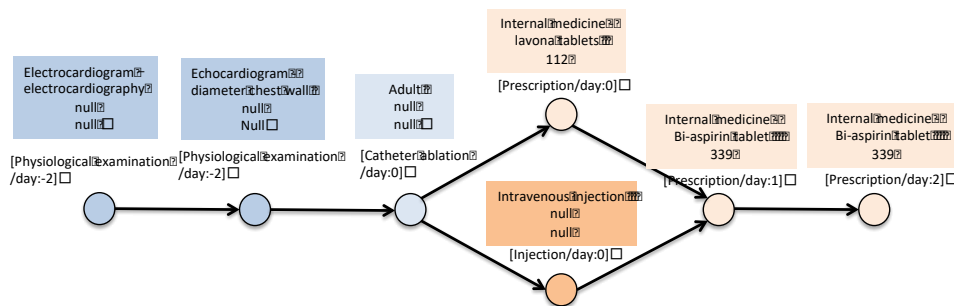 Electrocardiogram –
electrocardiography
null
null
[Physiological examination
/day:-2]
Echocardiogram
diameter chest wall
null
Null
[Physiological examination
/day:-2]
Adult
null
null
[Catheter ablation
/day:0]
Internal medicine
lavona tablets
112
[Prescription/day:0]
Intravenous injection
null
null
[Injection/day:0]
Internal medicine
Bi-aspirin tablet
339
[Prescription/day:1]
Internal medicine
Bi-aspirin tablet
339
[Prescription/day:2]